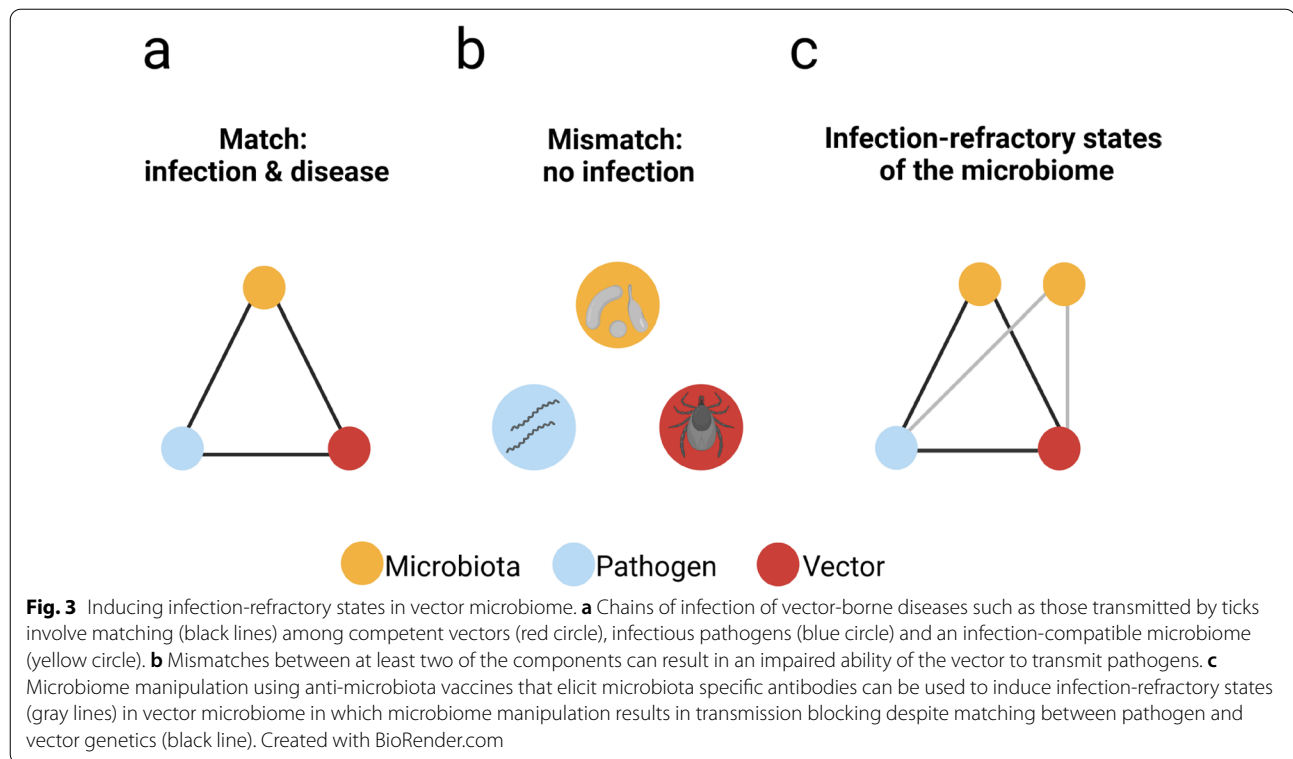 a
b
c
Match:
infection & disease
Mismatch:
no infection
Infection-refractory states
of the microbiome
Microbiota
Pathogen
Vector
Fig. 3 Inducing infection-refractory states in vector microbiome. a Chains of infection of vector-borne diseases such as those transmitted by ticks
involve matching (black lines) among competent vectors (red circle), infectious pathogens (blue circle) and an infection-compatible microbiome
(yellow circle). b Mismatches between at least two of the components can result in an impaired ability of the vector to transmit pathogens. c
Microbiome manipulation using anti-microbiota vaccines that elicit microbiota specific antibodies can be used to induce infection-refractory states
(gray lines) in vector microbiome in which microbiome manipulation results in transmission blocking despite matching between pathogen and
vector genetics (black line). Created with BioRender.com